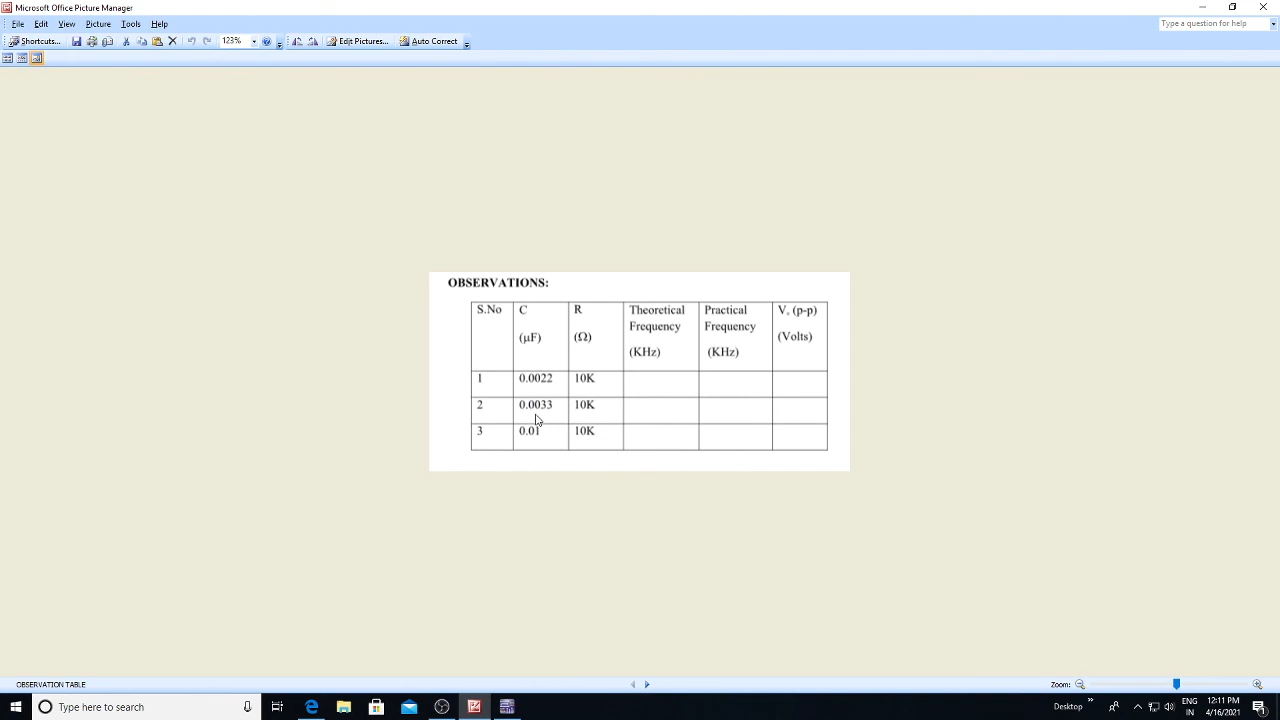 Microsoft Office Picture Manager
File Edit View Picture Tools Help
Type a question for help
Shortcuts... 123% Edit Pictures... Auto Correct
OBSERVATIONS:
S.No C (μF) R (Ω) Theoretical Frequency (KHz) Practical Frequency (KHz) Vo (p-p) (Volts)
1 0.0022 10K
2 0.0033 10K
3 0.01 10K
OBSERVATION TABLE
Zoom:
Type here to search
Desktop
ENG
IN
12:11 PM
4/16/2021